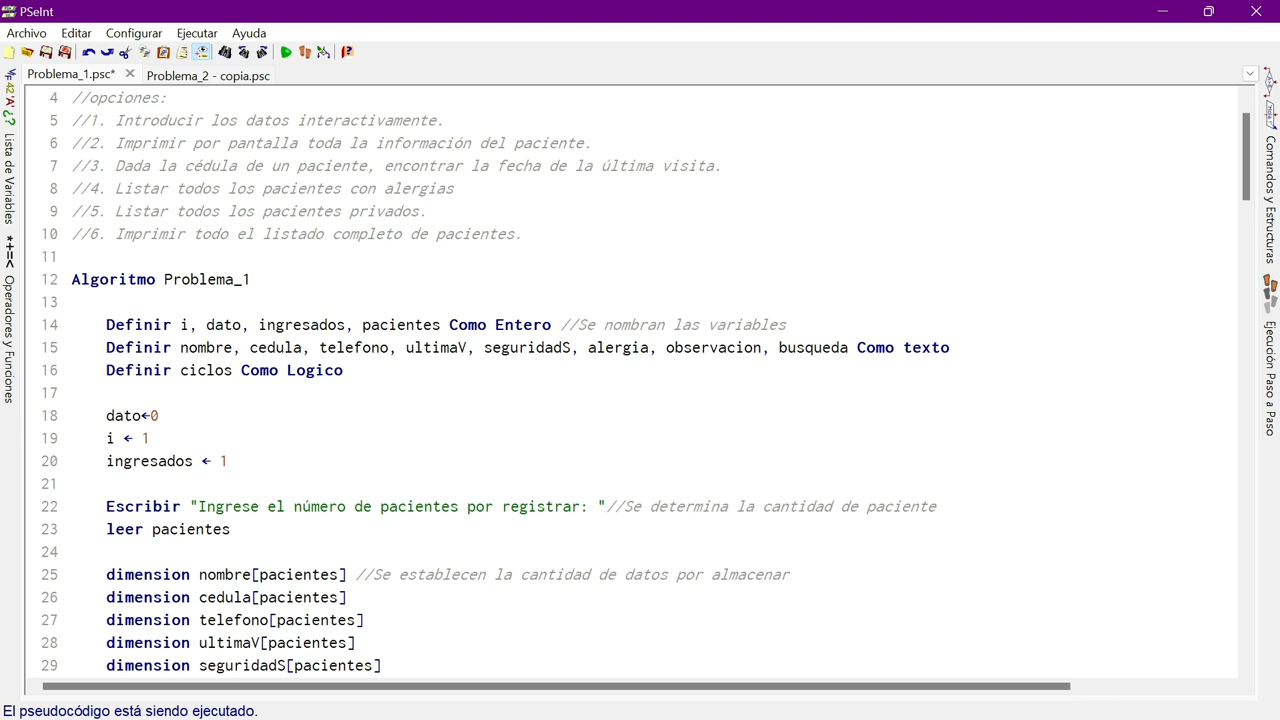 PSeInt
Archivo Editar Configurar Ejecutar Ayuda
Problema_1.psc* Problema_2 - copia.psc
4 //opciones:
5 //1. Introducir los datos interactivamente.
6 //2. Imprimir por pantalla toda la información del paciente.
7 //3. Dada la cédula de un paciente, encontrar la fecha de la última visita.
8 //4. Listar todos los pacientes con alergias
9 //5. Listar todos los pacientes privados.
10 //6. Imprimir todo el listado completo de pacientes.
11
12 Algoritmo Problema_1
13
14 Definir i, dato, ingresados, pacientes Como Entero //Se nombran las variables
15 Definir nombre, cedula, telefono, ultimaV, seguridadS, alergia, observacion, busqueda Como texto
16 Definir ciclos Como Logico
17
18 dato←0
19 i ← 1
20 ingresados ← 1
21
22 Escribir "Ingrese el número de pacientes por registrar: "//Se determina la cantidad de paciente
23 leer pacientes
24
25 dimension nombre[pacientes] //Se establecen la cantidad de datos por almacenar
26 dimension cedula[pacientes]
27 dimension telefono[pacientes]
28 dimension ultimaV[pacientes]
29 dimension seguridadS[pacientes]
Lista de Variables
*+=< Operadores y Funciones
Comandos y Estructuras
Ejecución Paso a Paso
El pseudocódigo está siendo ejecutado.